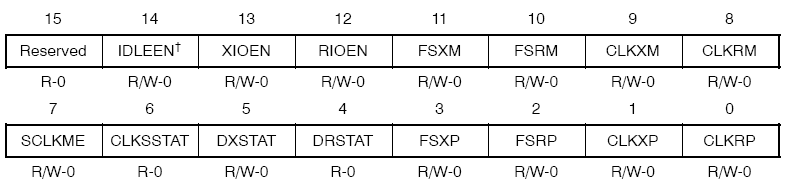 15 14 13 12 11 10 9 8
Reserved IDLEEN† XIOEN RIOEN FSXM FSRM CLKXM CLKRM
R-0 R/W-0 R/W-0 R/W-0 R/W-0 R/W-0 R/W-0 R/W-0
7 6 5 4 3 2 1 0
SCLKME CLKSSTAT DXSTAT DRSTAT FSXP FSRP CLKXP CLKRP
R/W-0 R-0 R/W-0 R-0 R/W-0 R/W-0 R/W-0 R/W-0